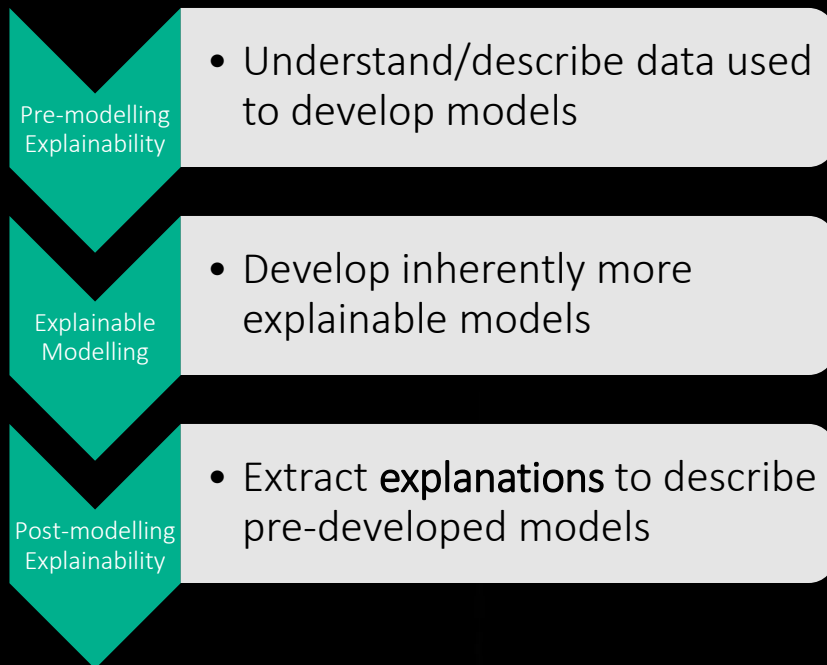 Pre-modelling
Explainability
• Understand/describe data used
to develop models
Explainable
Modelling
• Develop inherently more
explainable models
Post-modelling
Explainability
• Extract explanations to describe
pre-developed models